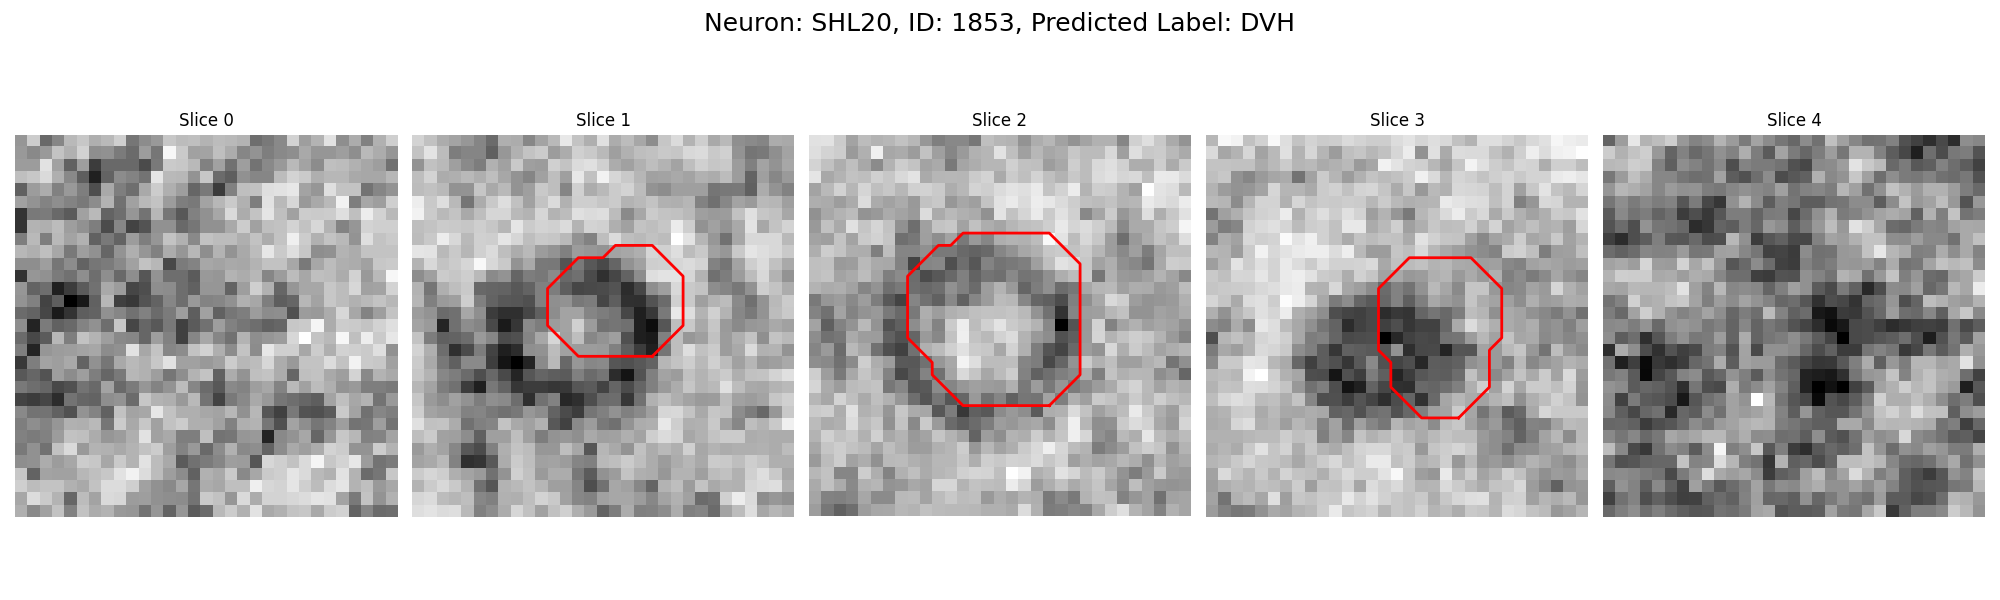 Neuron: SHL20, ID: 1853, Predicted Label: DVH
Slice 0
Slice 1
Slice 2
Slice 3
Slice 4